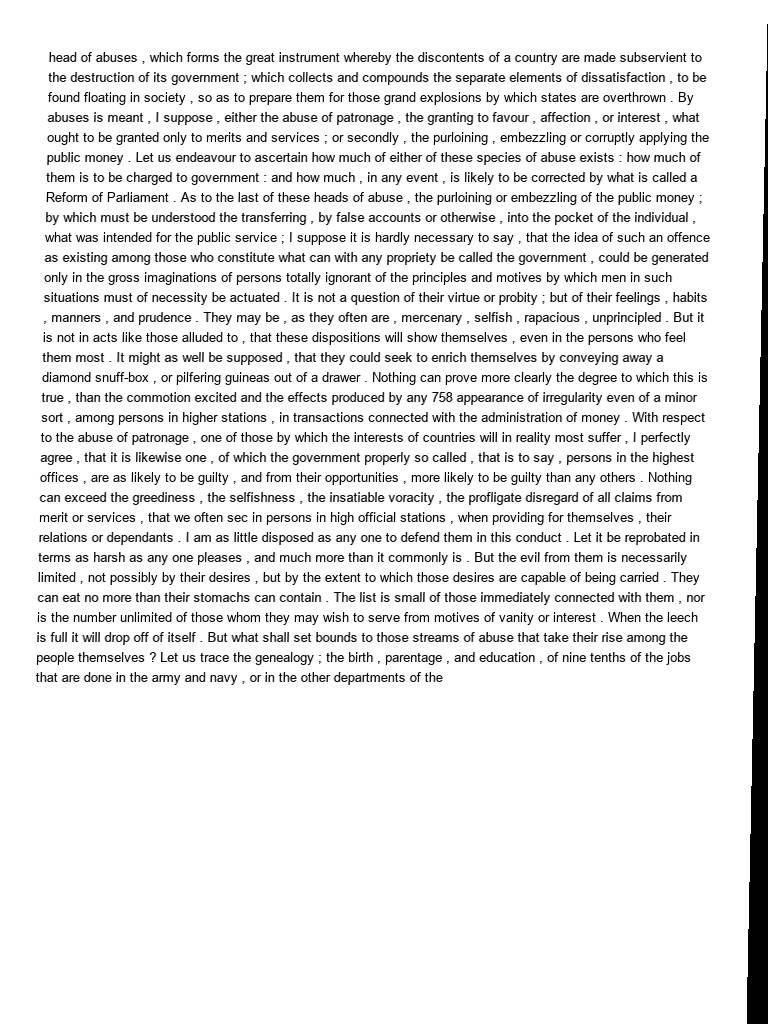 head of abuses , which forms the great instrument whereby the discontents of a country are made subservient to
the destruction of its government ; which collects and compounds the separate elements of dissatisfaction , to be
found floating in society , so as to prepare them for those grand explosions by which states are overthrown . By
abuses is meant , I suppose , either the abuse of patronage , the granting to favour , affection , or interest , what
ought to be granted only to merits and services ; or secondly , the purloining , embezzling or corruptly applying the
public money . Let us endeavour to ascertain how much of either of these species of abuse exists : how much of
them is to be charged to government : and how much , in any event , is likely to be corrected by what is called a
Reform of Parliament . As to the last of these heads of abuse , the purloining or embezzling of the public money ;
by which must be understood the transferring , by false accounts or otherwise , into the pocket of the individual ,
what was intended for the public service ; I suppose it is hardly necessary to say , that the idea of such an offence
as existing among those who constitute what can with any propriety be called the government , could be generated
only in the gross imaginations of persons totally ignorant of the principles and motives by which men in such
situations must of necessity be actuated . It is not a question of their virtue or probity ; but of their feelings , habits
, manners , and prudence . They may be , as they often are , mercenary , selfish , rapacious , unprincipled . But it
is not in acts like those alluded to , that these dispositions will show themselves , even in the persons who feel
them most . It might as well be supposed , that they could seek to enrich themselves by conveying away a
diamond snuff-box , or pilfering guineas out of a drawer . Nothing can prove more clearly the degree to which this is
true , than the commotion excited and the effects produced by any 758 appearance of irregularity even of a minor
sort , among persons in higher stations , in transactions connected with the administration of money . With respect
to the abuse of patronage , one of those by which the interests of countries will in reality most suffer , I perfectly
agree , that it is likewise one , of which the government properly so called , that is to say , persons in the highest
offices , are as likely to be guilty , and from their opportunities , more likely to be guilty than any others . Nothing
can exceed the greediness , the selfishness , the insatiable voracity , the profligate disregard of all claims from
merit or services , that we often sec in persons in high official stations , when providing for themselves , their
relations or dependants . I am as little disposed as any one to defend them in this conduct . Let it be reprobated in
terms as harsh as any one pleases , and much more than it commonly is . But the evil from them is necessarily
limited , not possibly by their desires , but by the extent to which those desires are capable of being carried . They
can eat no more than their stomachs can contain . The list is small of those immediately connected with them , nor
is the number unlimited of those whom they may wish to serve from motives of vanity or interest . When the leech
is full it will drop off of itself . But what shall set bounds to those streams of abuse that take their rise among the
people themselves ? Let us trace the genealogy ; the birth , parentage , and education , of nine tenths of the jobs
that are done in the army and navy , or in the other departments of the